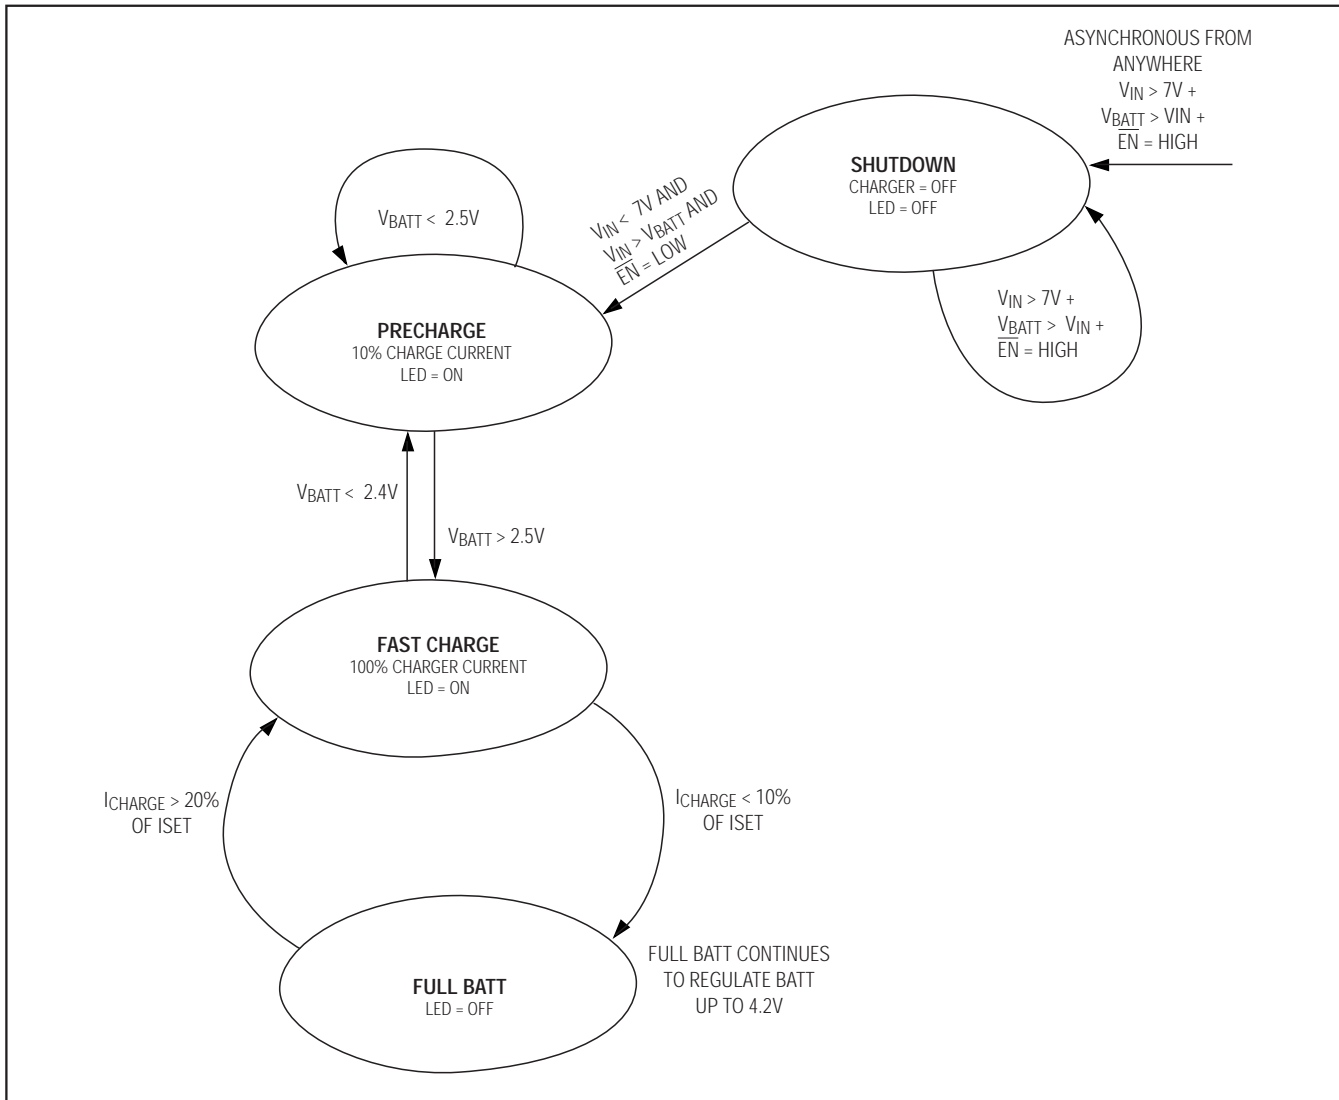 ASYNCHRONOUS FROM
ANYWHERE
VIN > 7V +
VBATT > VIN +
E̅N̅ = HIGH
SHUTDOWN
CHARGER = OFF
LED = OFF
VIN < 7V AND
VIN > VBATT AND
E̅N̅ = LOW
VIN > 7V +
VBATT > VIN +
E̅N̅ = HIGH
VBATT < 2.5V
PRECHARGE
10% CHARGE CURRENT
LED = ON
VBATT < 2.4V
VBATT > 2.5V
FAST CHARGE
100% CHARGER CURRENT
LED = ON
ICHARGE > 20%
OF ISET
ICHARGE < 10%
OF ISET
FULL BATT
LED = OFF
FULL BATT CONTINUES
TO REGULATE BATT
UP TO 4.2V